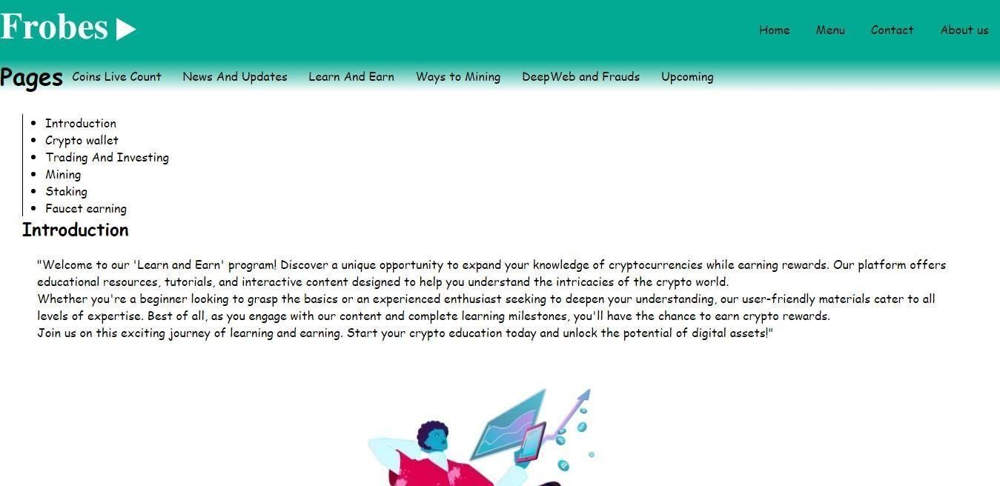 Frobes
Home Menu Contact About us
Pages Coins Live Count News And Updates Learn And Earn Ways to Mining DeepWeb and Frauds Upcoming
Introduction
Crypto wallet
Trading And Investing
Mining
Staking
Faucet earning
Introduction
"Welcome to our 'Learn and Earn' program! Discover a unique opportunity to expand your knowledge of cryptocurrencies while earning rewards. Our platform offers
educational resources, tutorials, and interactive content designed to help you understand the intricacies of the crypto world.
Whether you're a beginner looking to grasp the basics or an experienced enthusiast seeking to deepen your understanding, our user-friendly materials cater to all
levels of expertise. Best of all, as you engage with our content and complete learning milestones, you'll have the chance to earn crypto rewards.
Join us on this exciting journey of learning and earning. Start your crypto education today and unlock the potential of digital assets!"